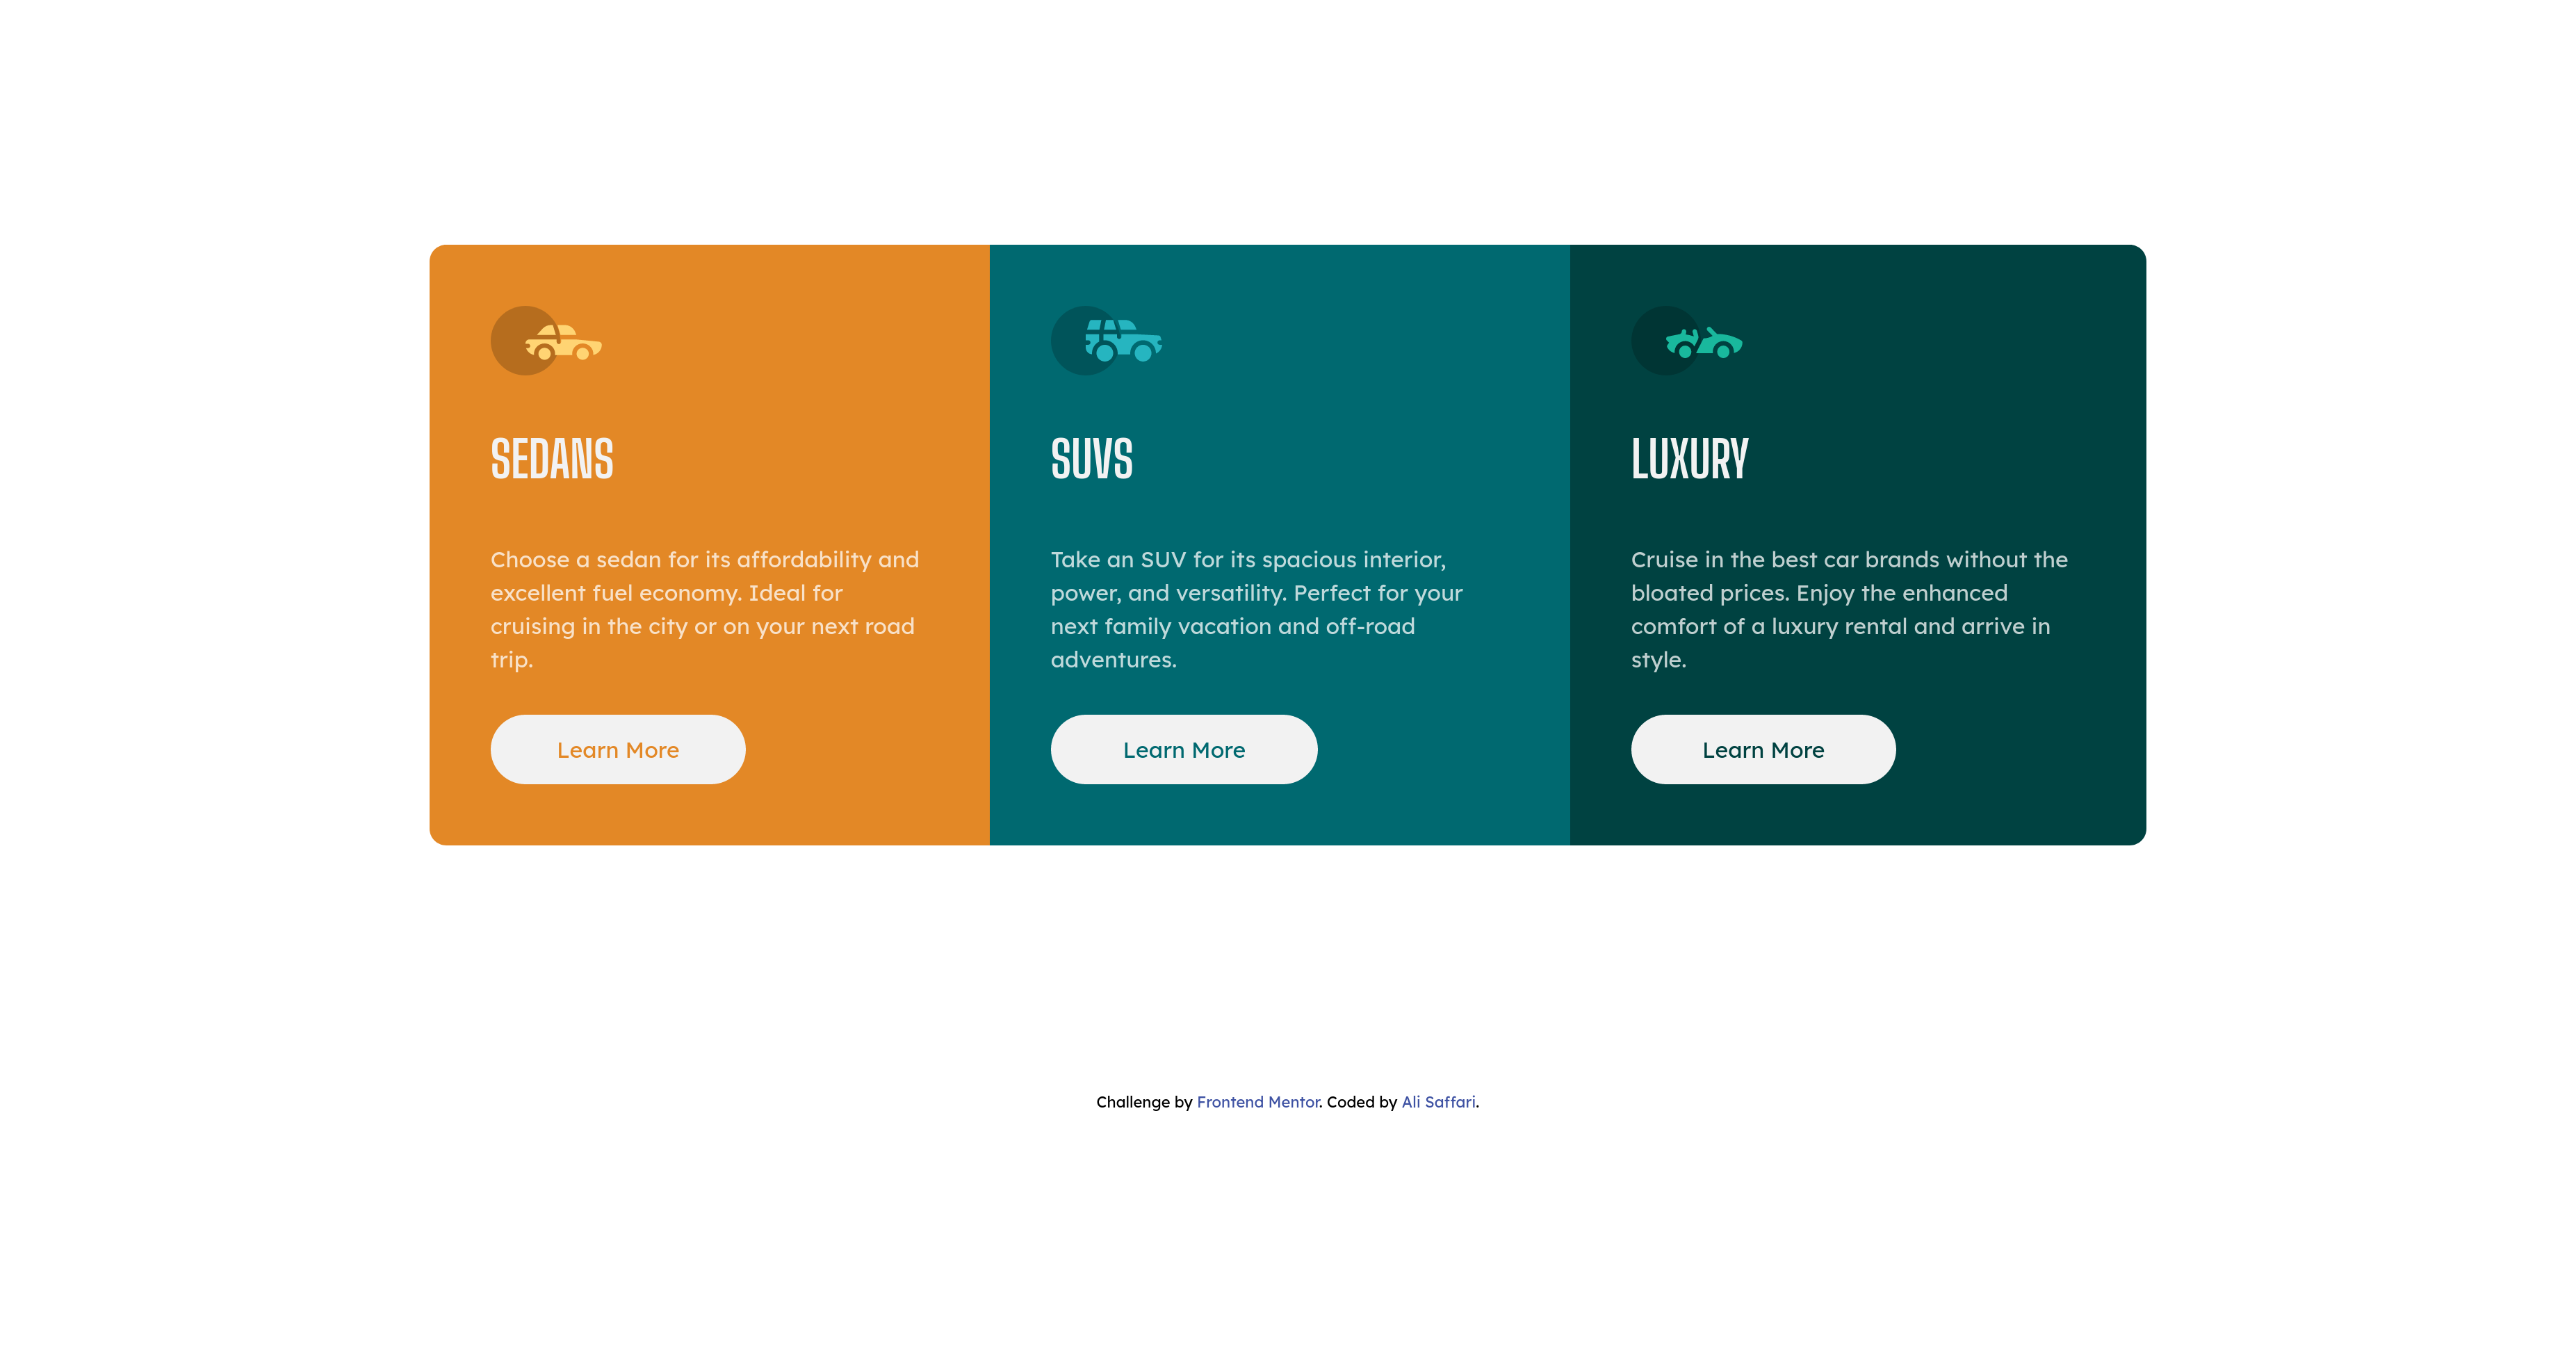 SEDANS
Choose a sedan for its affordability and
excellent fuel economy. Ideal for
cruising in the city or on your next road
trip.
Learn More
SUVS
Take an SUV for its spacious interior,
power, and versatility. Perfect for your
next family vacation and off-road
adventures.
Learn More
LUXURY
Cruise in the best car brands without the
bloated prices. Enjoy the enhanced
comfort of a luxury rental and arrive in
style.
Learn More
Challenge by Frontend Mentor. Coded by Ali Saffari.